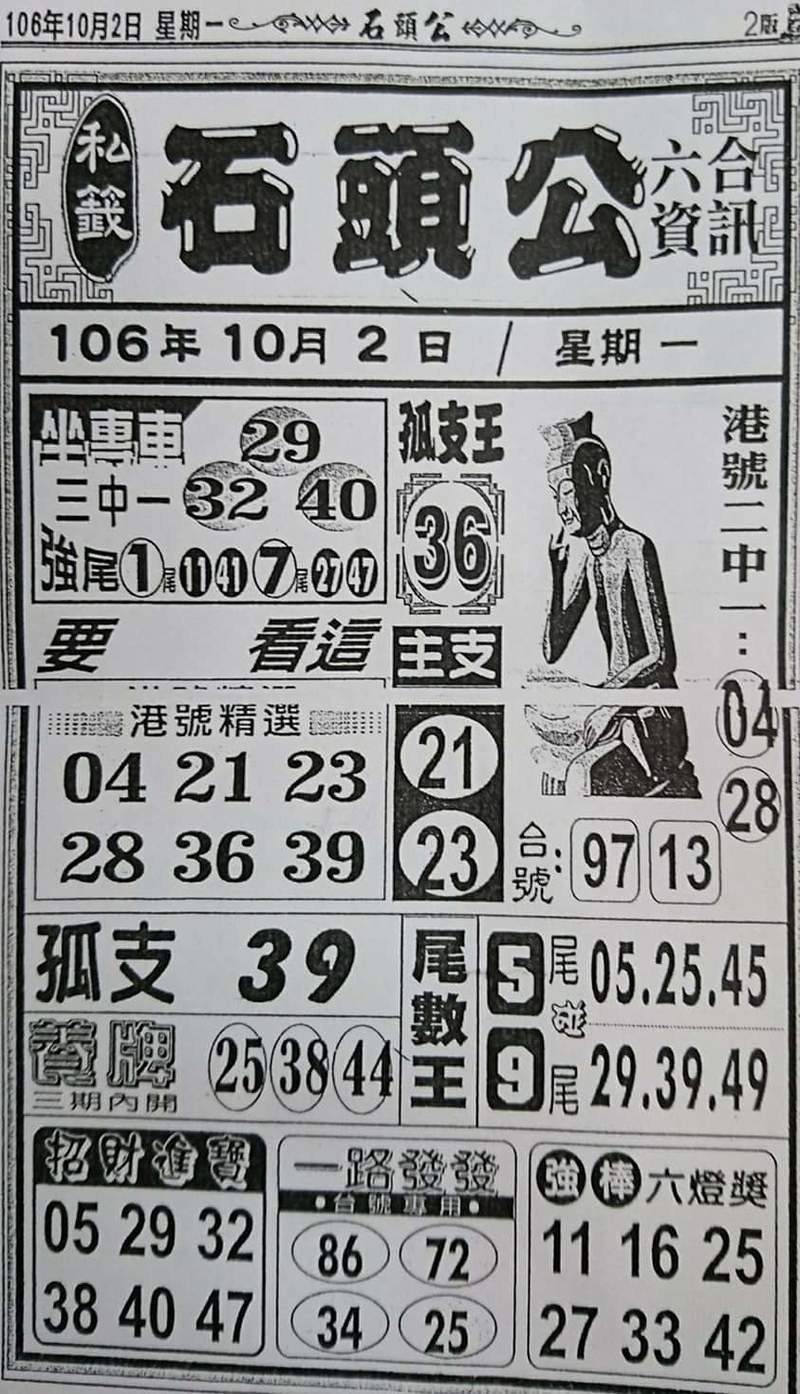 106年10月2日 星期一 石頭公 2版
私籤 石頭公 六合資訊
106年10月2日 / 星期一
坐專車 29
三中一 32 40
強尾 1尾 11 41 7尾 27 47
孤支王
36
港號二中一：
04
28
要 看這
主支
21
23
港號精選
04 21 23
28 36 39
台號： 97 13
孤支 39
養牌 25 38 44
三期內開
尾數王
5尾 05.25.45
碰
9尾 29.39.49
招財進寶
05 29 32
38 40 47
一路發發
·台號專用·
86 72
34 25
強棒六燈獎
11 16 25
27 33 42